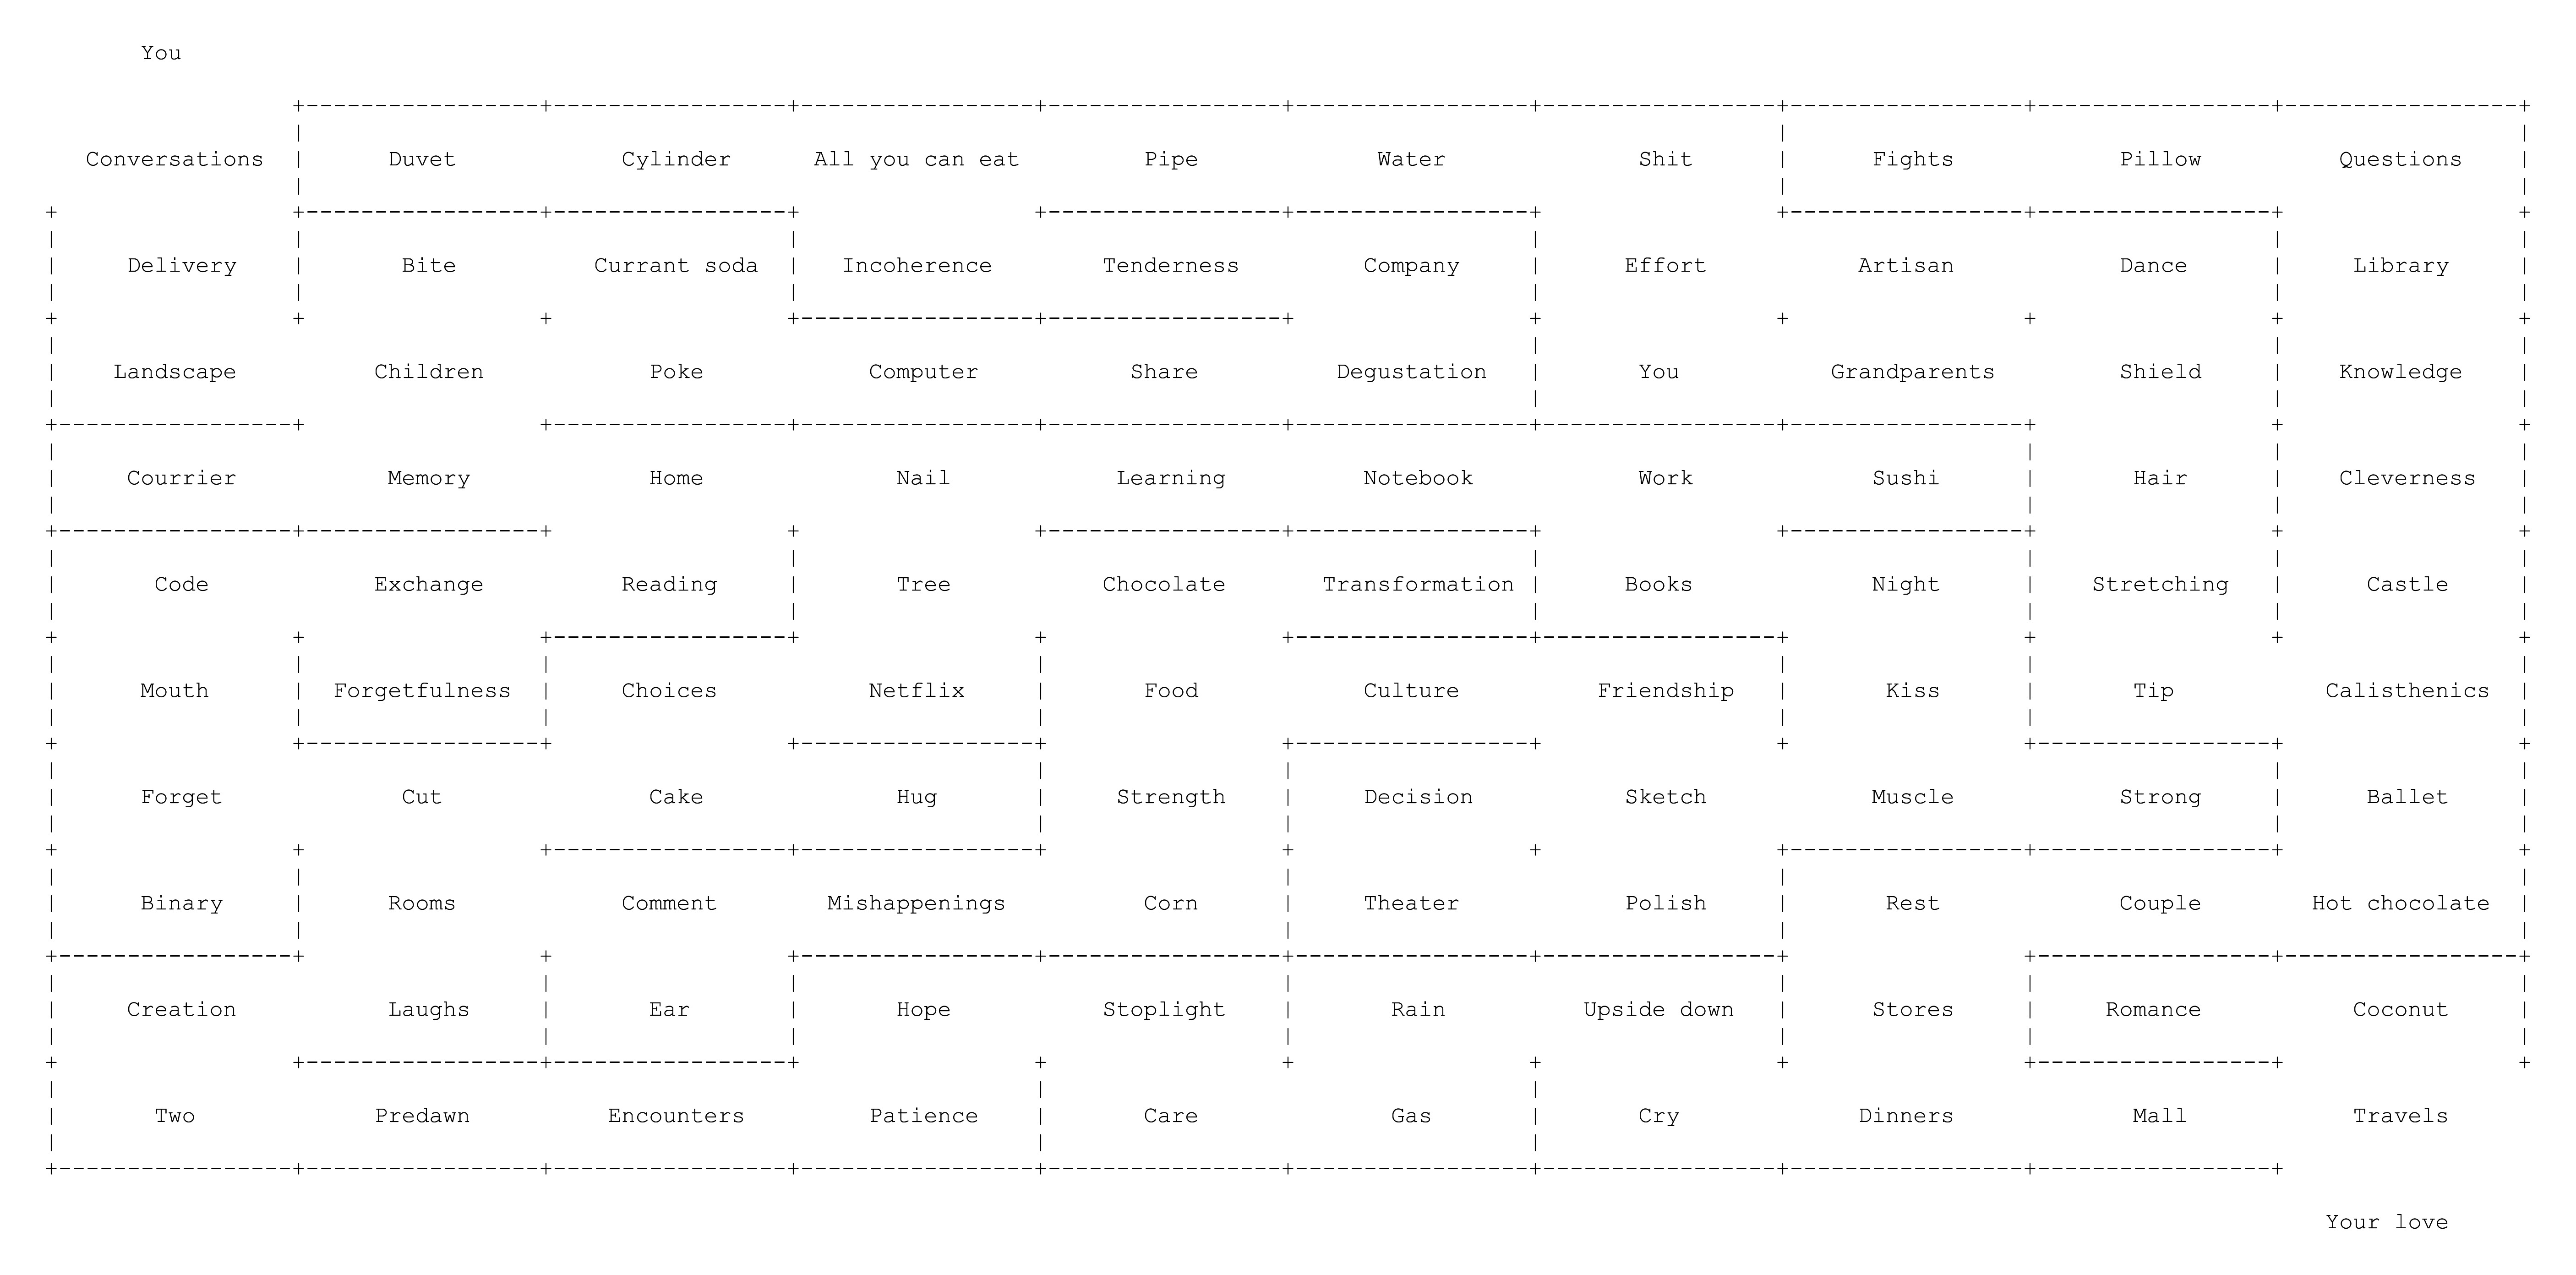 You
Conversations Duvet Cylinder All you can eat Pipe Water Shit Fights Pillow Questions
Delivery Bite Currant soda Incoherence Tenderness Company Effort Artisan Dance Library
Landscape Children Poke Computer Share Degustation You Grandparents Shield Knowledge
Courrier Memory Home Nail Learning Notebook Work Sushi Hair Cleverness
Code Exchange Reading Tree Chocolate Transformation Books Night Stretching Castle
Mouth Forgetfulness Choices Netflix Food Culture Friendship Kiss Tip Calisthenics
Forget Cut Cake Hug Strength Decision Sketch Muscle Strong Ballet
Binary Rooms Comment Mishappenings Corn Theater Polish Rest Couple Hot chocolate
Creation Laughs Ear Hope Stoplight Rain Upside down Stores Romance Coconut
Two Predawn Encounters Patience Care Gas Cry Dinners Mall Travels
Your love